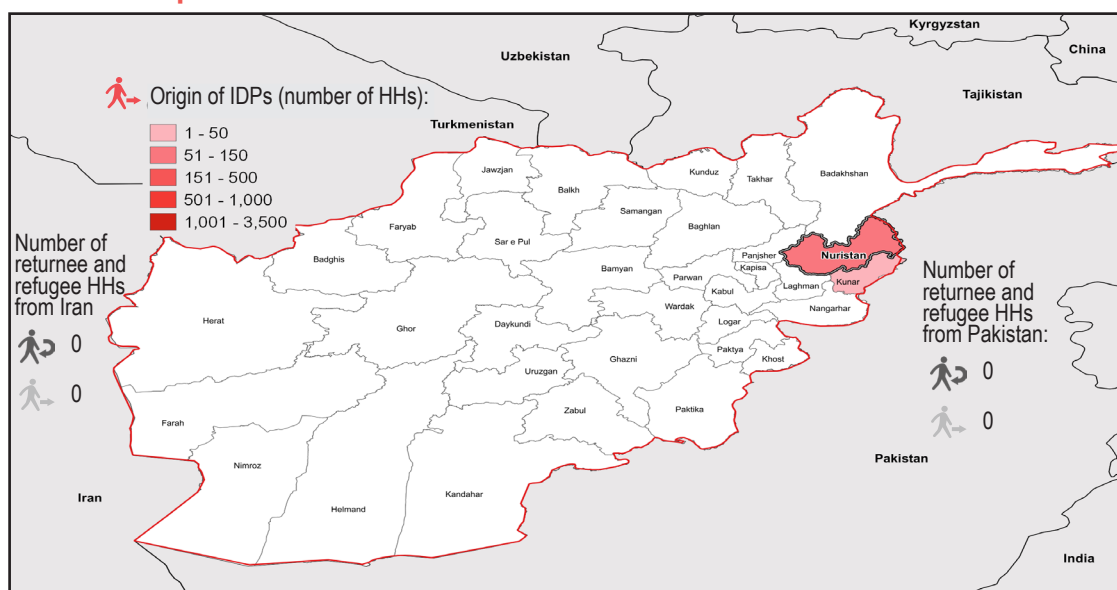 Kyrgyzstan
China
Uzbekistan
Tajikistan
Turkmenistan
Origin of IDPs (number of HHs):
1 - 50
51 - 150
151 - 500
501 - 1,000
1,001 - 3,500
Number of
returnee and
refugee HHs
from Iran
0
0
Jawzjan
Balkh
Kunduz
Takhar
Badakhshan
Samangan
Faryab
Baghlan
Sar e Pul
Badghis
Panjsher
Nuristan
Kapisa
Bamyan
Parwan
Laghman
Kunar
Kabul
Nangarhar
Wardak
Herat
Ghor
Daykundi
Logar
Paktya
Khost
Ghazni
Uruzgan
Zabul
Paktika
Farah
Nimroz
Helmand
Kandahar
Number of
returnee and
refugee HHs
from Pakistan:
0
0
Pakistan
Iran
India